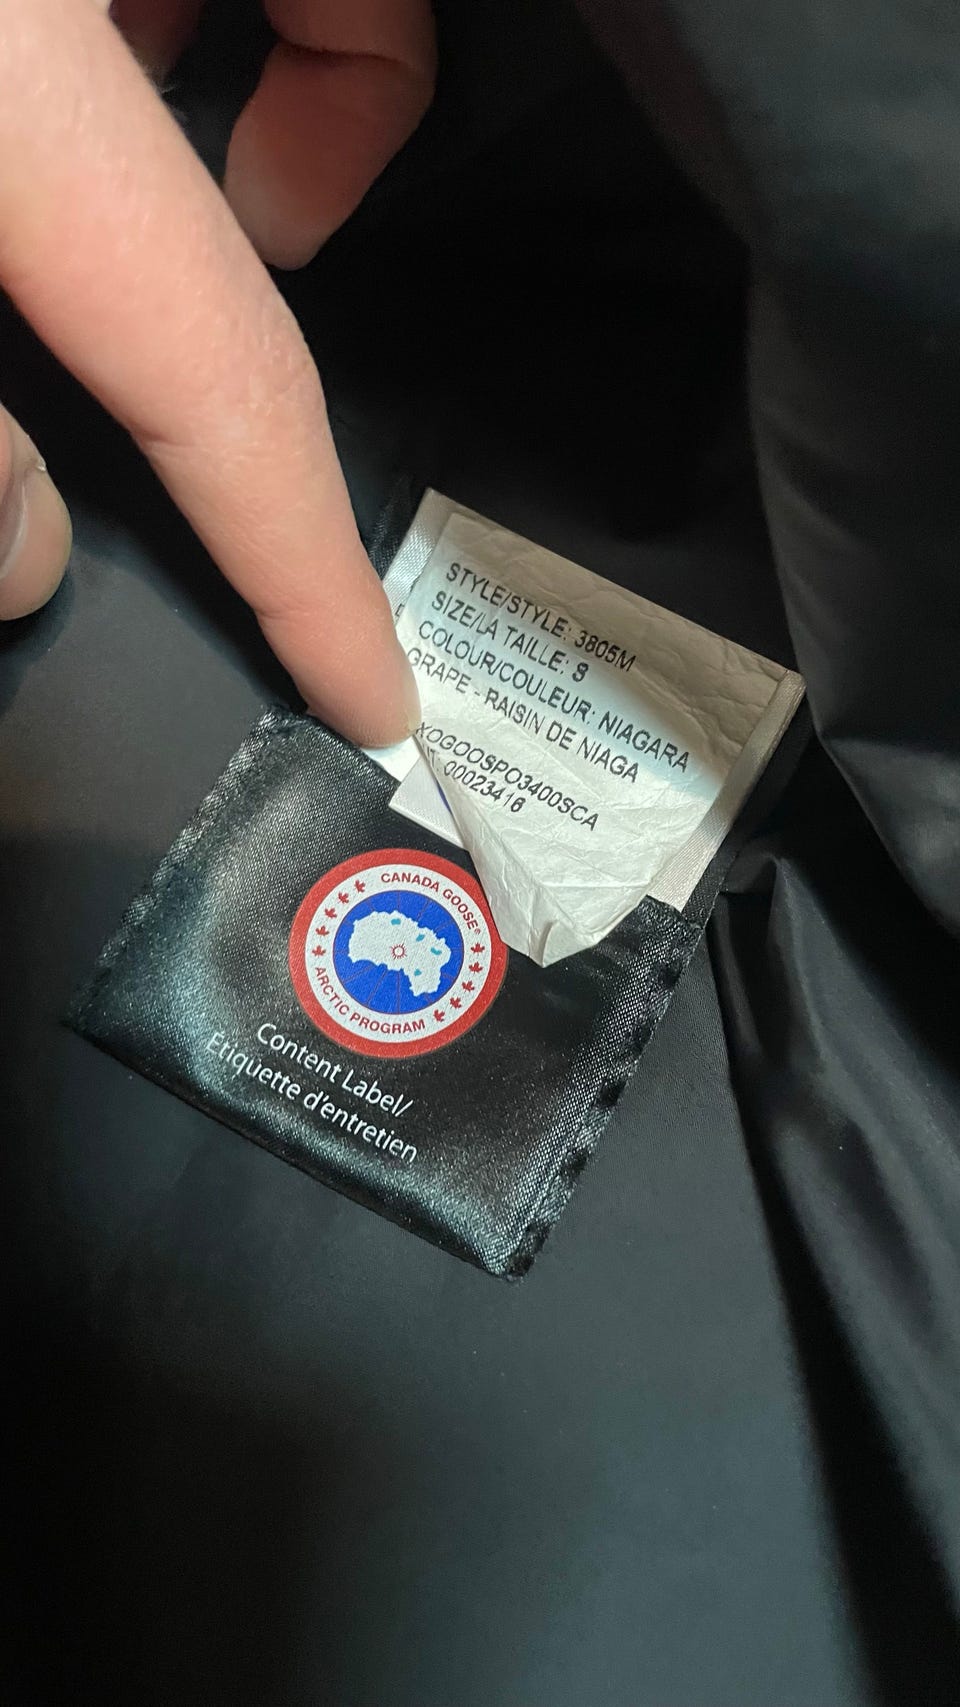 STYLE/STYLE: 3805M
SIZE/LA TAILLE: S
COLOUR/COULEUR: NIAGARA
GRAPE - RAISIN DE NIAGA
XOGOOSPO3400SCA
00023416
CANADA GOOSE®
ARCTIC PROGRAM
Content Label/
Étiquette d'entretien